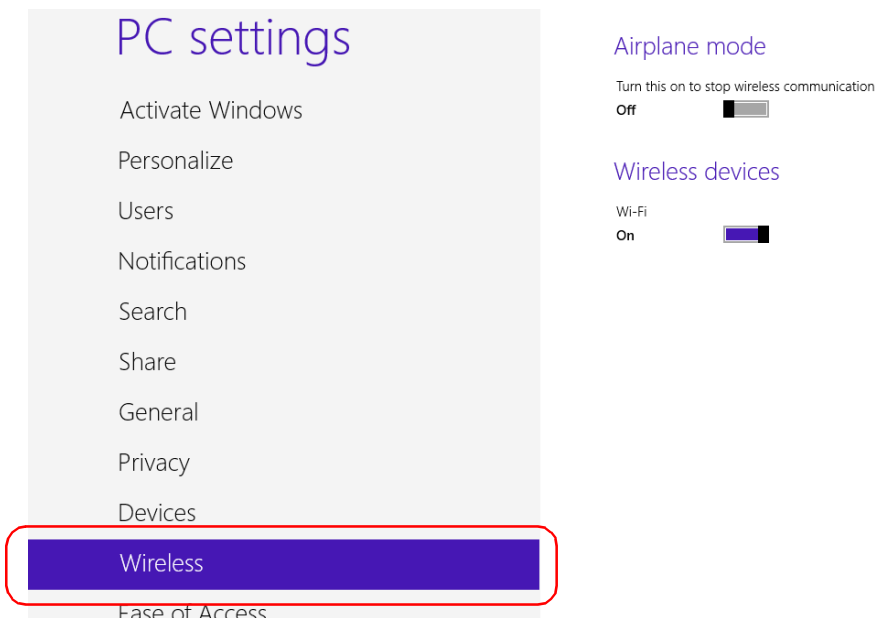 PC settings
Activate Windows
Personalize
Users
Notifications
Search
Share
General
Privacy
Devices
Wireless
Ease of Access
Airplane mode
Turn this on to stop wireless communication
Off
Wireless devices
Wi-Fi
On